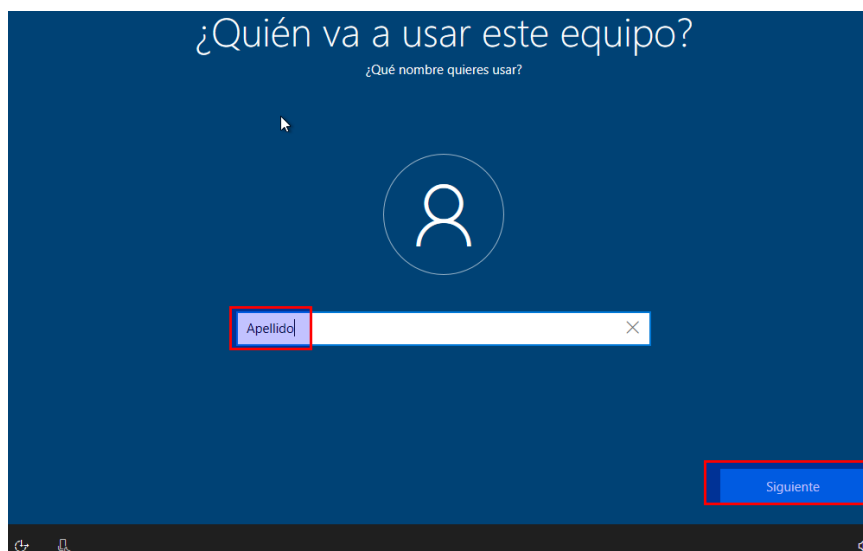 ¿Quién va a usar este equipo?
¿Qué nombre quieres usar?
Apellido
Siguiente